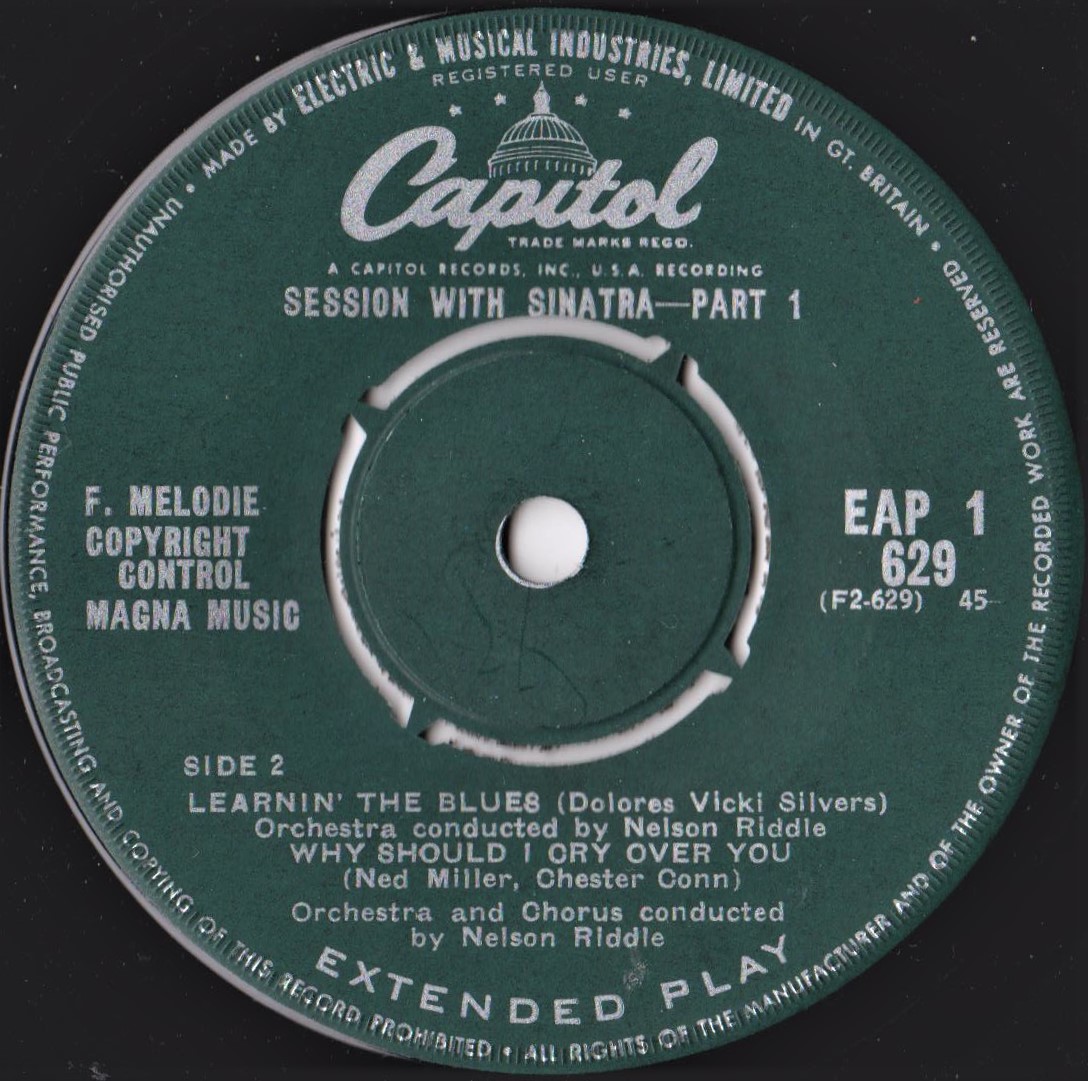 MADE BY ELECTRIC & MUSICAL INDUSTRIES, LIMITED IN GT. BRITAIN • UNAUTHORISED PUBLIC PERFORMANCE, BROADCASTING AND COPYING OF THIS RECORD PROHIBITED • ALL RIGHTS OF THE MANUFACTURER AND OF THE OWNER OF THE RECORDED WORK ARE RESERVED •
REGISTERED USER
Capitol
TRADE MARKS REGD.
A CAPITOL RECORDS, INC., U.S.A. RECORDING
SESSION WITH SINATRA—PART 1
F. MELODIE
COPYRIGHT
CONTROL
MAGNA MUSIC
EAP 1
629
(F2-629) 45
SIDE 2
LEARNIN' THE BLUES (Dolores Vicki Silvers)
Orchestra conducted by Nelson Riddle
WHY SHOULD I CRY OVER YOU
(Ned Miller, Chester Conn)
Orchestra and Chorus conducted
by Nelson Riddle
EXTENDED PLAY